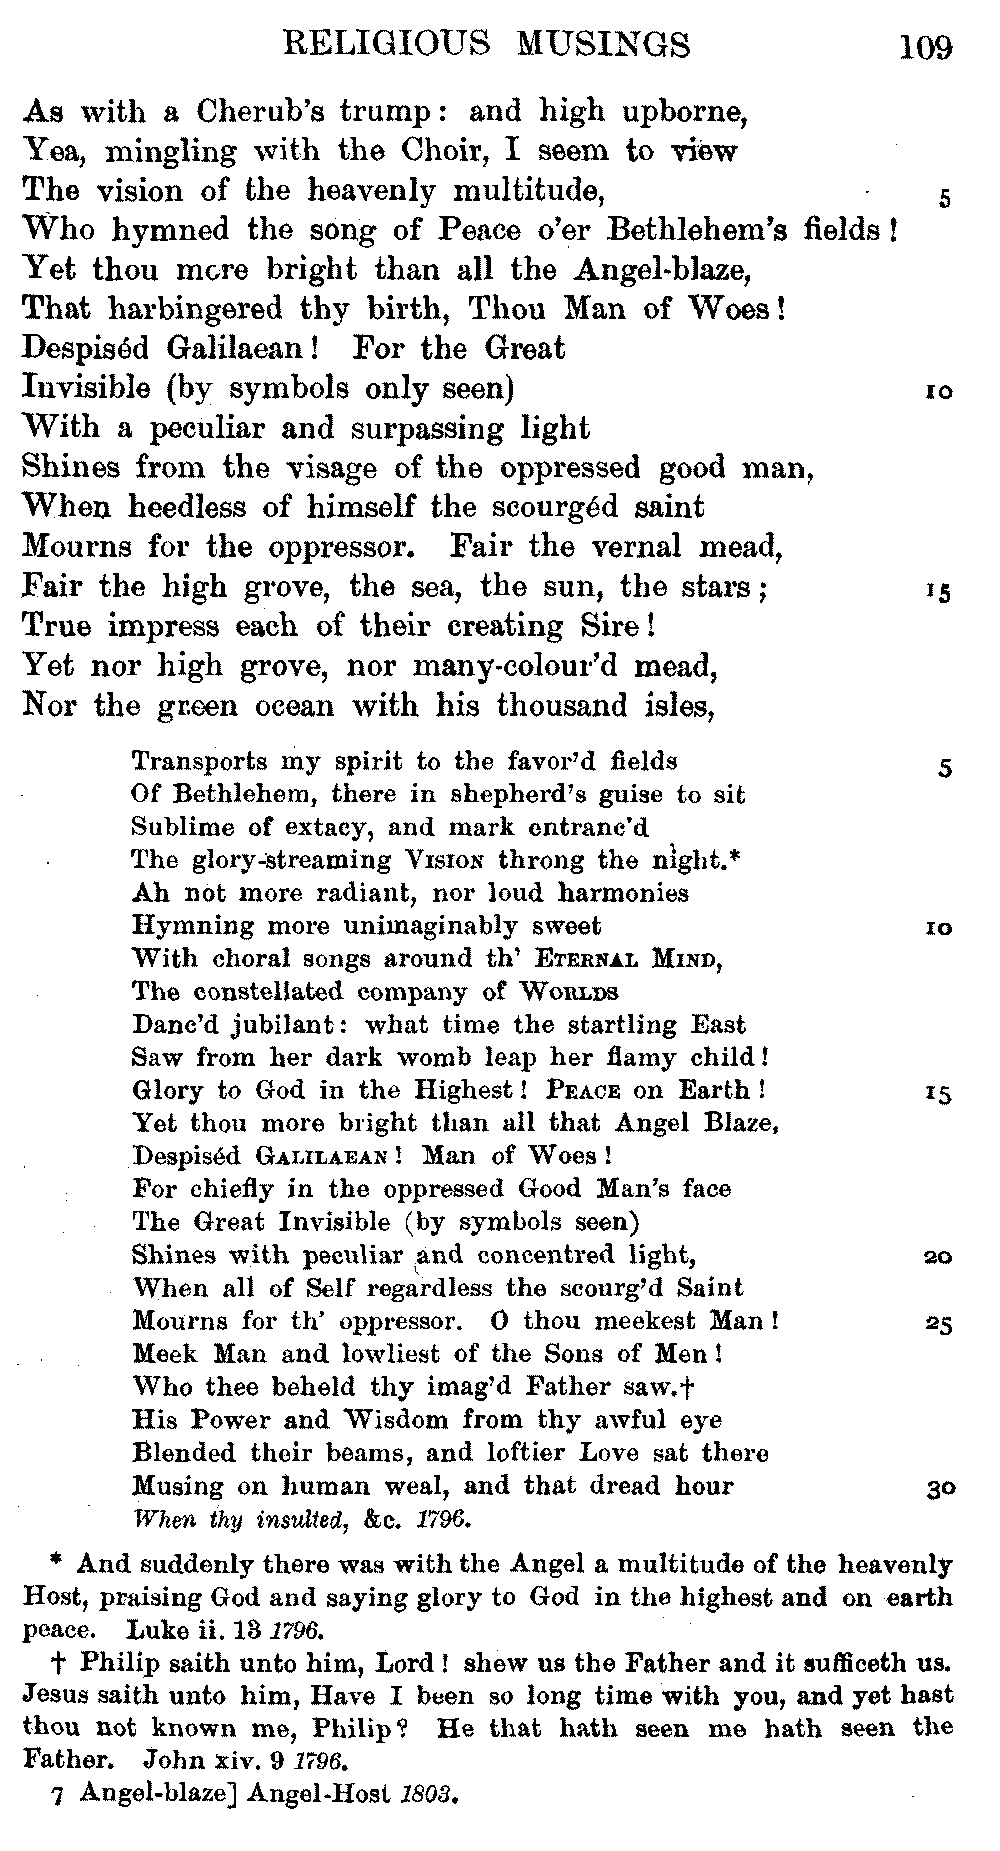 RELIGIOUS MUSINGS 109
As with a Cherub's trump: and high upborne,
Yea, mingling with the Choir, I seem to view
The vision of the heavenly multitude, 5
Who hymned the song of Peace o'er Bethlehem's fields!
Yet thou more bright than all the Angel-blaze,
That harbingered thy birth, Thou Man of Woes!
Despiséd Galilaean! For the Great
Invisible (by symbols only seen) 10
With a peculiar and surpassing light
Shines from the visage of the oppressed good man,
When heedless of himself the scourgéd saint
Mourns for the oppressor. Fair the vernal mead,
Fair the high grove, the sea, the sun, the stars; 15
True impress each of their creating Sire!
Yet nor high grove, nor many-colour'd mead,
Nor the green ocean with his thousand isles,
Transports my spirit to the favor'd fields 5
Of Bethlehem, there in shepherd's guise to sit
Sublime of extacy, and mark entranc'd
The glory-streaming VISION throng the night.*
Ah not more radiant, nor loud harmonies
Hymning more unimaginably sweet 10
With choral songs around th' ETERNAL MIND,
The constellated company of WORLDS
Danc'd jubilant: what time the startling East
Saw from her dark womb leap her flamy child!
Glory to God in the Highest! PEACE on Earth! 15
Yet thou more bright than all that Angel Blaze,
Despiséd GALILAEAN! Man of Woes!
For chiefly in the oppressed Good Man's face
The Great Invisible (by symbols seen)
Shines with peculiar and concentred light, 20
When all of Self regardless the scourg'd Saint
Mourns for th' oppressor. O thou meekest Man! 25
Meek Man and lowliest of the Sons of Men!
Who thee beheld thy imag'd Father saw.†
His Power and Wisdom from thy awful eye
Blended their beams, and loftier Love sat there
Musing on human weal, and that dread hour 30
When thy insulted, &c. 1796.
* And suddenly there was with the Angel a multitude of the heavenly
Host, praising God and saying glory to God in the highest and on earth
peace. Luke ii. 13 1796.
† Philip saith unto him, Lord! shew us the Father and it sufficeth us.
Jesus saith unto him, Have I been so long time with you, and yet hast
thou not known me, Philip? He that hath seen me hath seen the
Father. John xiv. 9 1796.
7 Angel-blaze] Angel-Host 1803.